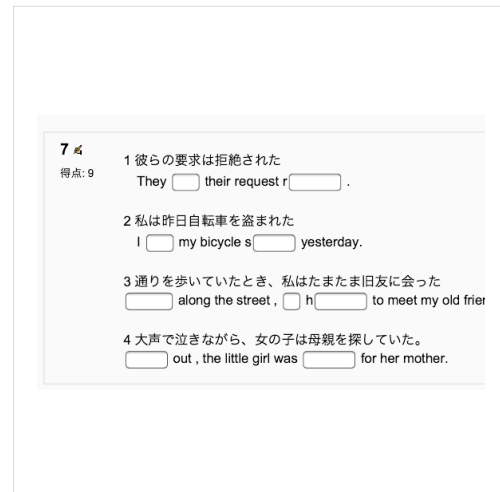 7
得点: 9
1 彼らの要求は拒絶された
They their request r .
2 私は昨日自転車を盗まれた
I my bicycle s yesterday.
3 通りを歩いていたとき、私はたまたま旧友に会った
along the street , h to meet my old frier
4 大声で泣きながら、女の子は母親を探していた。
out , the little girl was for her mother.